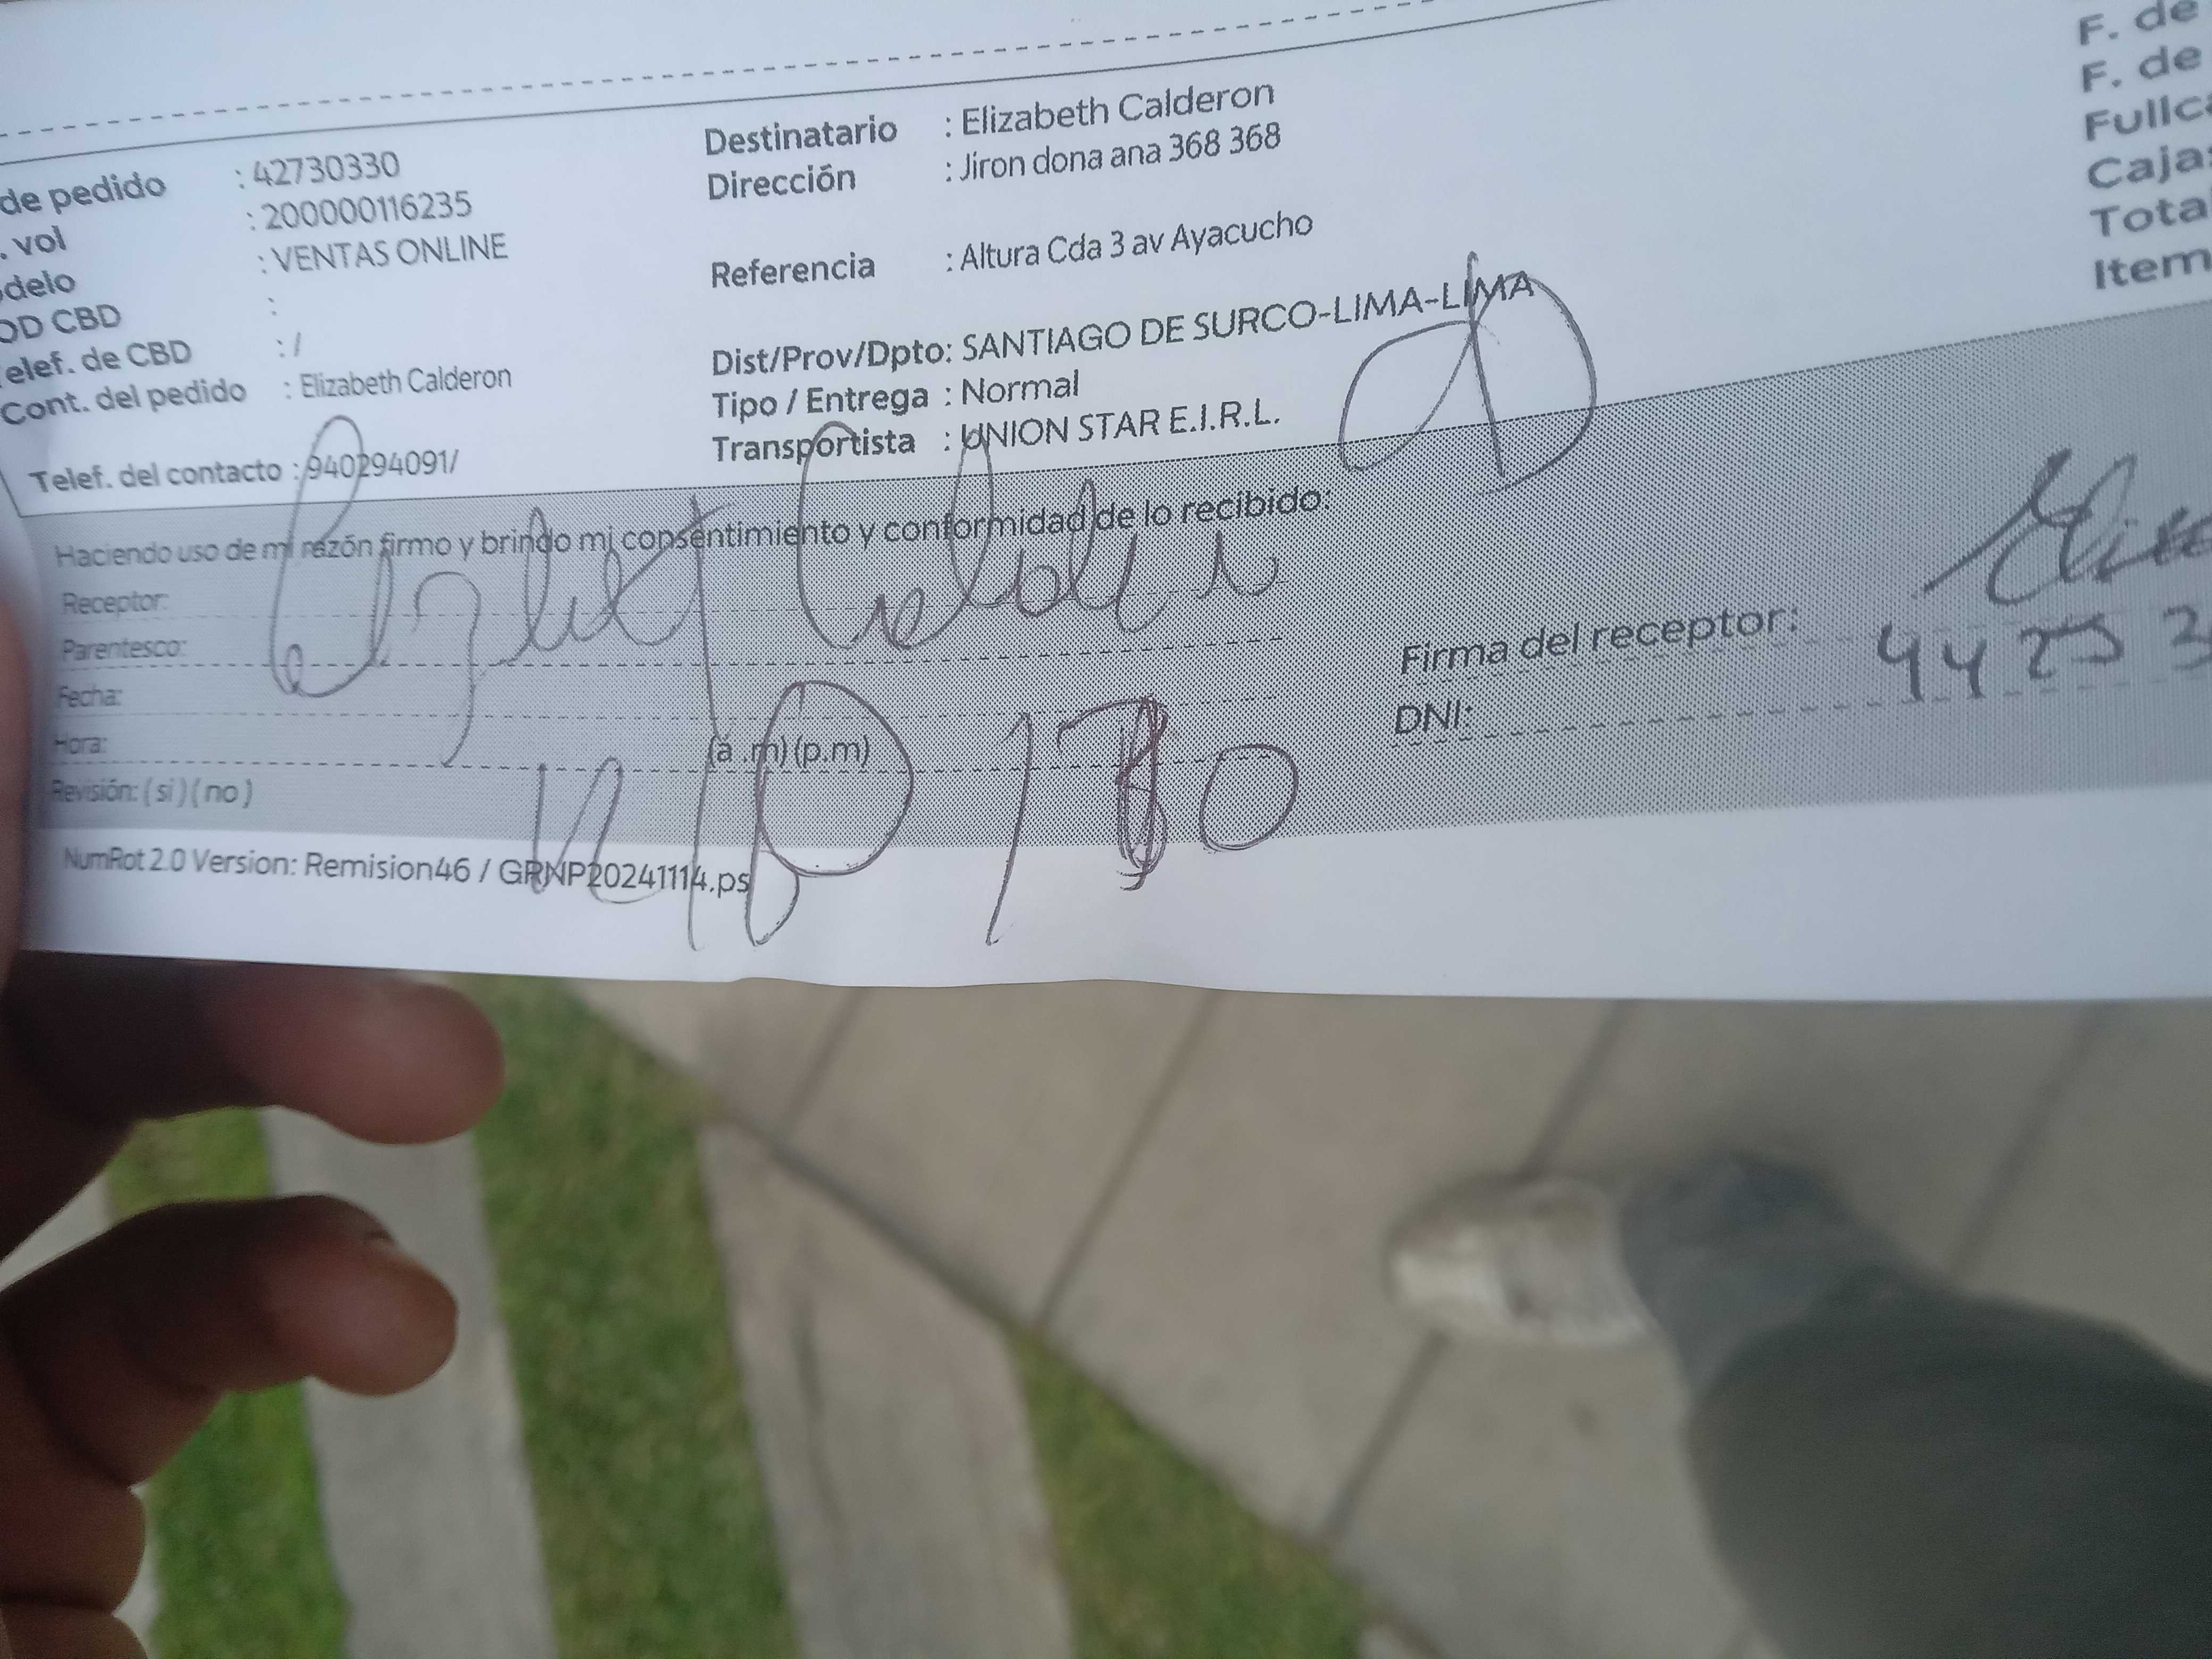 de pedido : 42730330
. vol : 200000116235
delo : VENTAS ONLINE
OD CBD :
elef. de CBD : /
Cont. del pedido : Elizabeth Calderon
Telef. del contacto : 940294091/
Destinatario : Elizabeth Calderon
Dirección : Jiron dona ana 368 368
Referencia : Altura Cda 3 av Ayacucho
Dist/Prov/Dpto: SANTIAGO DE SURCO-LIMA-LIMA
Tipo / Entrega : Normal
Transportista : UNION STAR E.I.R.L.
F. de
F. de
Fullc
Caja
Tota
Item
Haciendo uso de mi razón firmo y brindo mi consentimiento y conformidad de lo recibido:
Receptor:
Parentesco:
Fecha:
Hora: (a .m) (p.m)
Revisión: ( si ) ( no )
Firma del receptor:
DNI: 44253
NumRot 2.0 Version: Remision46 / GRNP20241114.ps